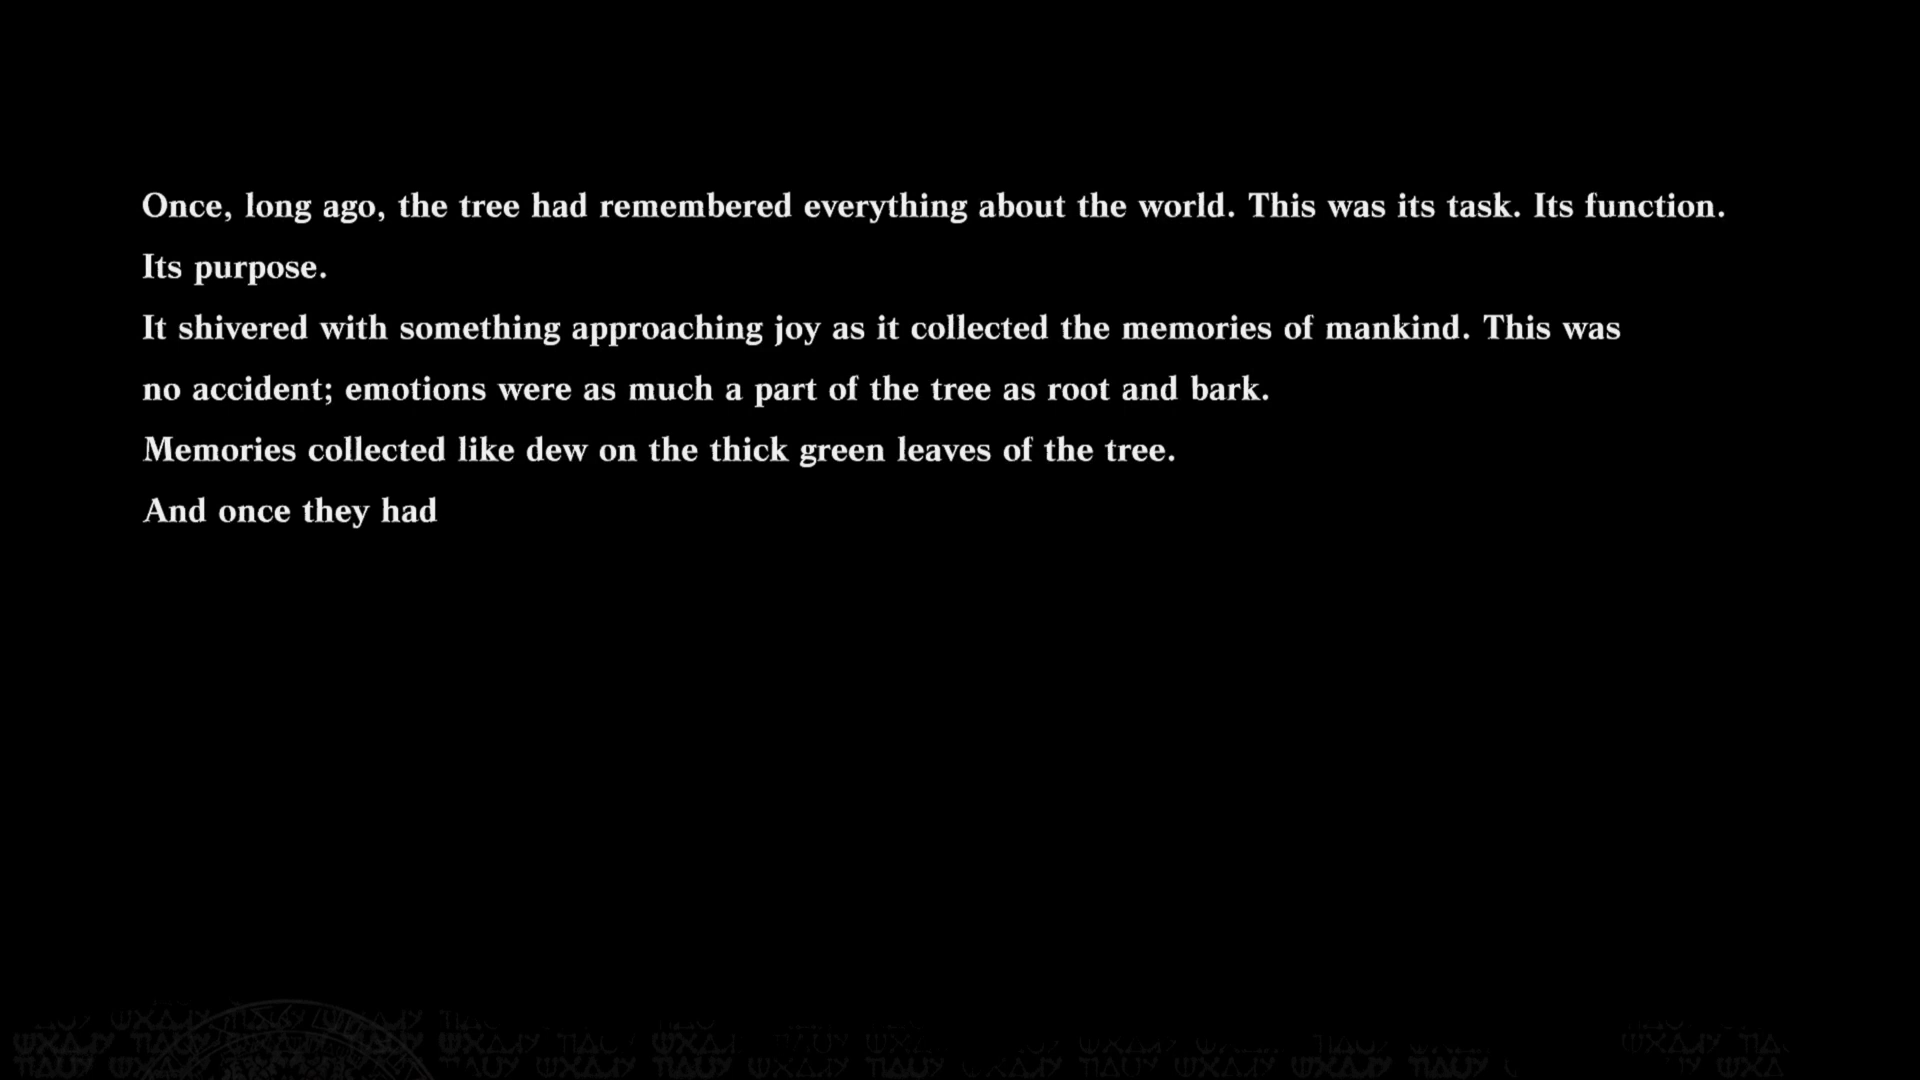 Once, long ago, the tree had remembered everything about the world. This was its task. Its function.
Its purpose.
It shivered with something approaching joy as it collected the memories of mankind. This was
no accident; emotions were as much a part of the tree as root and bark.
Memories collected like dew on the thick green leaves of the tree.
And once they had